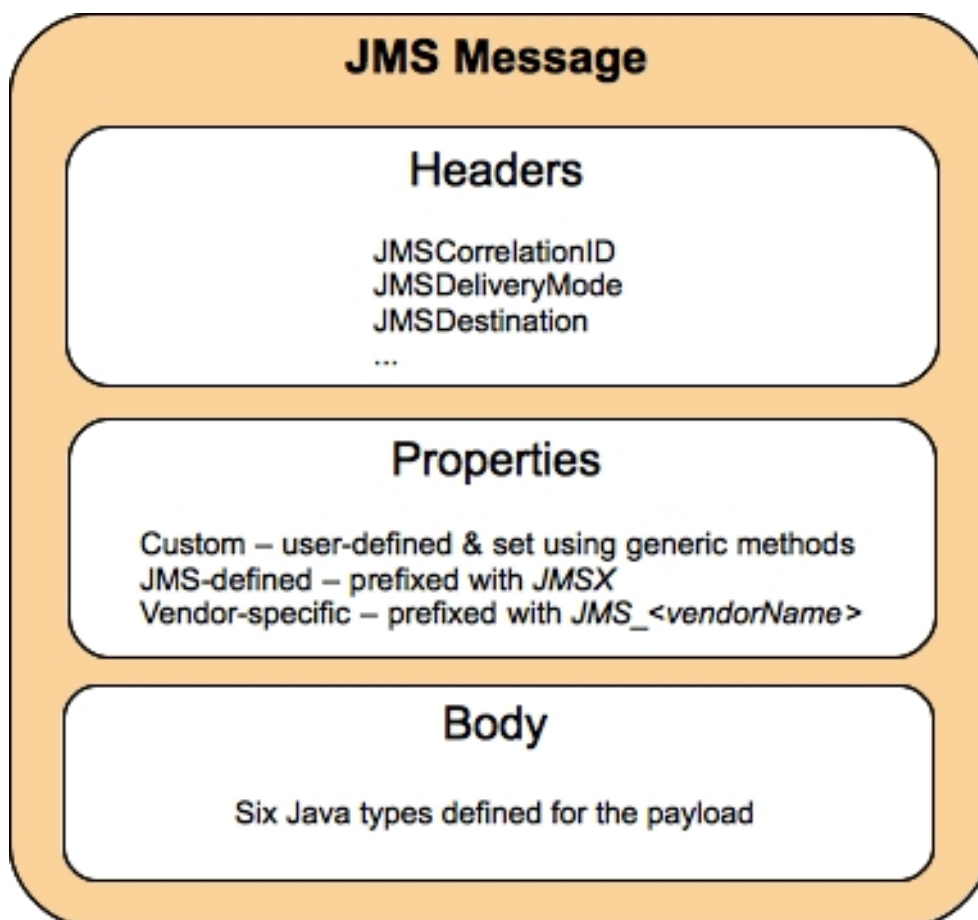 JMS Message
Headers
JMSCorrelationID
JMSDeliveryMode
JMSDestination
...
Properties
Custom – user-defined & set using generic methods
JMS-defined – prefixed with JMSX
Vendor-specific – prefixed with JMS_<vendorName>
Body
Six Java types defined for the payload